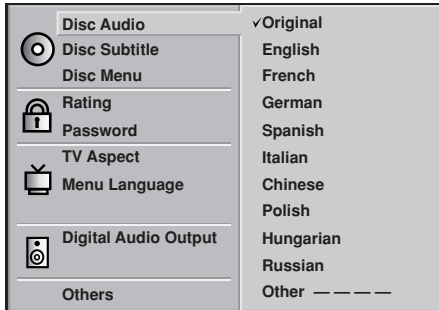 Disc Audio
Disc Subtitle
Disc Menu
Rating
Password
TV Aspect
Menu Language
Digital Audio Output
Others
✓Original
English
French
German
Spanish
Italian
Chinese
Polish
Hungarian
Russian
Other — — — —